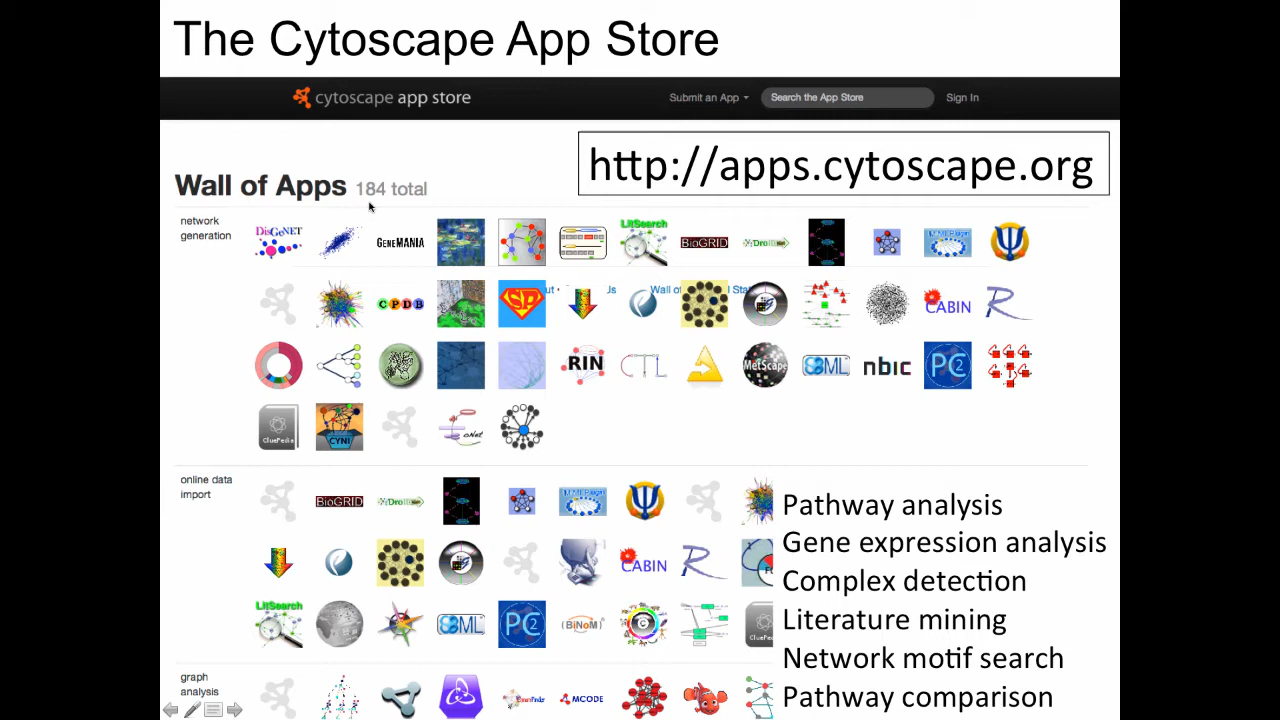 The Cytoscape App Store
cytoscape app store
Submit an App
Search the App Store
Sign In
http://apps.cytoscape.org
Wall of Apps 184 total
network
generation
DisGeNET
GENEMANIA
LitSearch
BIOGRID
CPDB
SP
CABIN
R
RIN
CTL
MetScape
SBML
nbic
PC2
CluePedia
CYNI
online data
import
BIOGRID
CABIN
R
LitSearch
SBML
PC2
BiNoM
C
Pathway analysis
Gene expression analysis
Complex detection
Literature mining
Network motif search
Pathway comparison
graph
analysis
MCODE